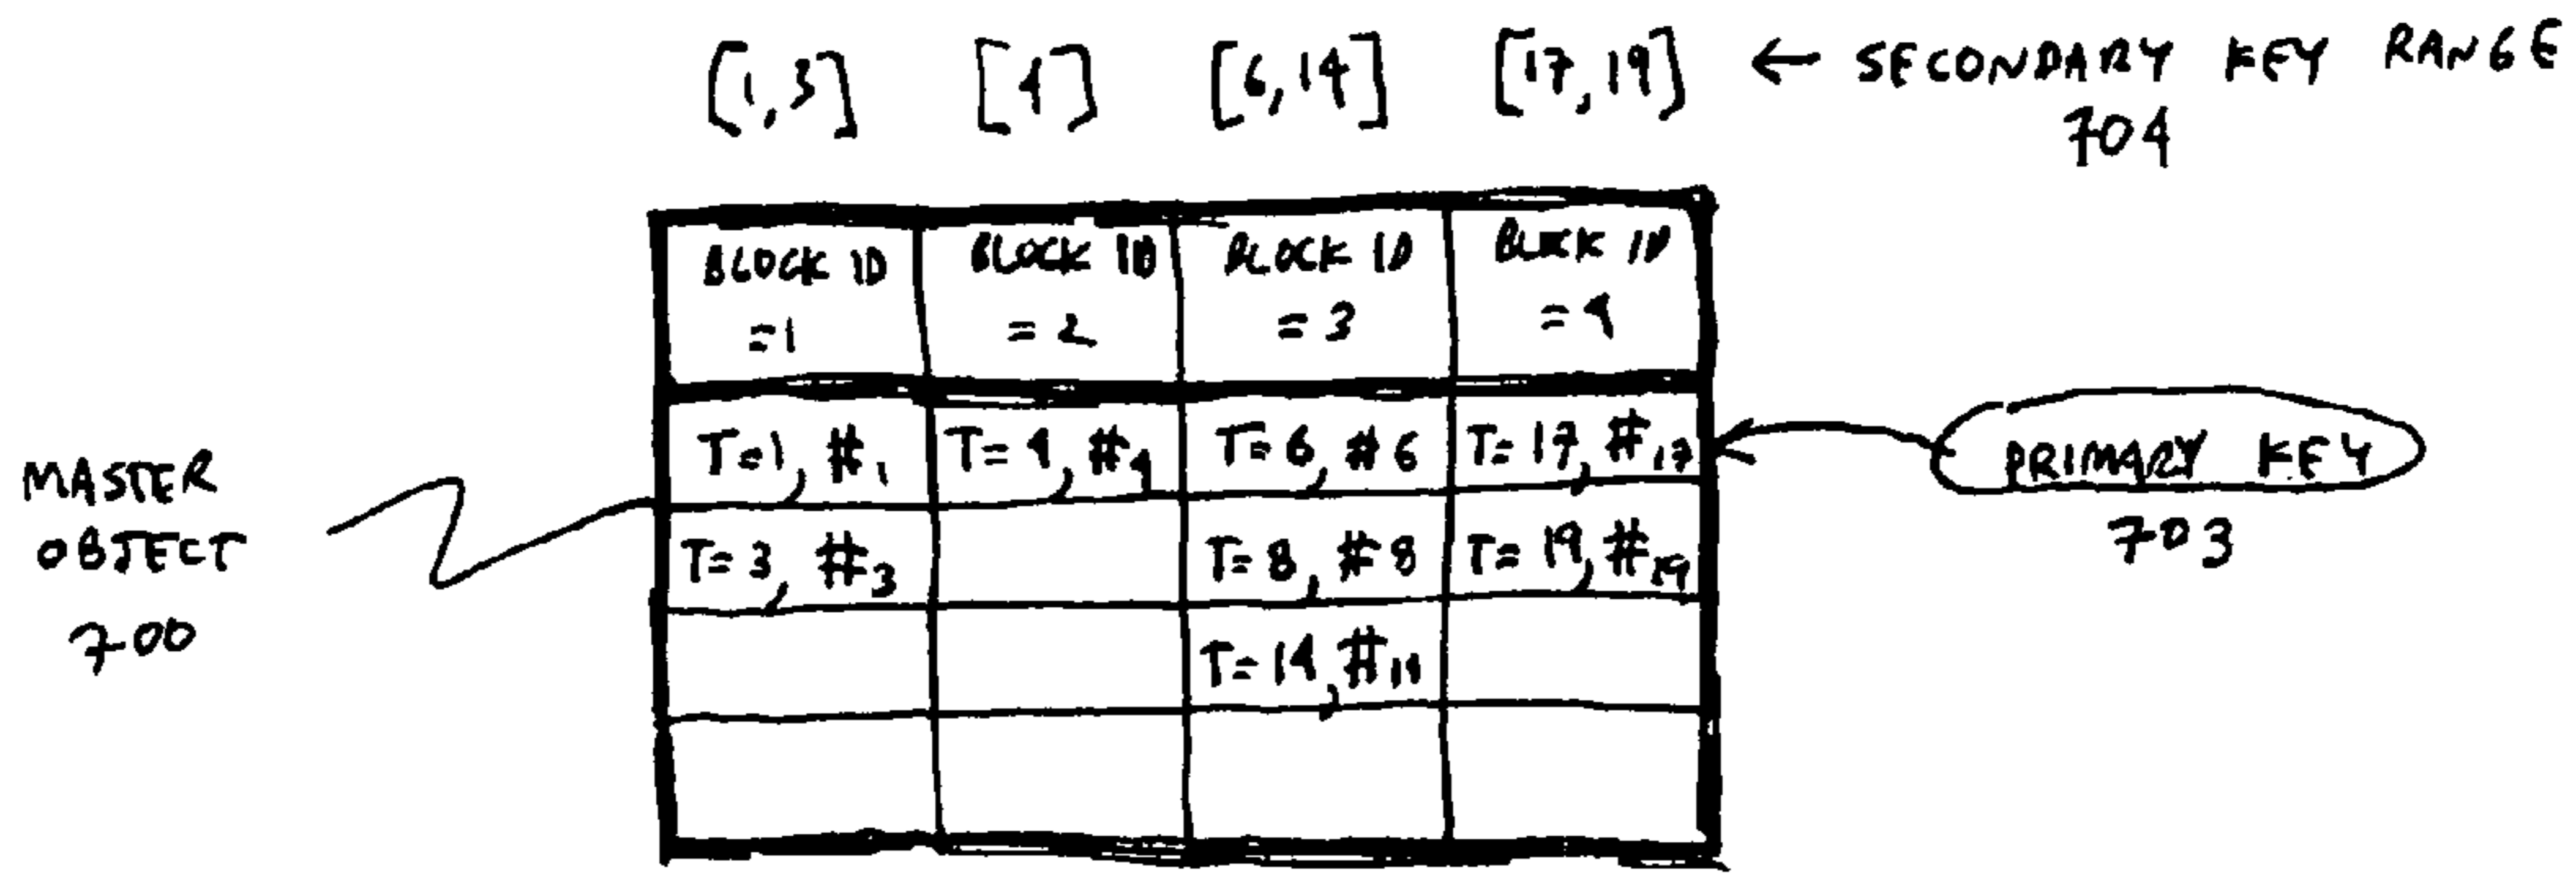 [1,3] [4] [6,14] [17,19] ← SECONDARY KEY RANGE
704
BLOCK ID BLOCK ID BLOCK ID BLOCK ID
=1 = 2 = 3 = 4
T=1, #1 T=4, #4 T=6, #6 T=17, #17
PRIMARY KEY
703
MASTER
OBJECT
700
T=3, #3 T=8, #8 T=19, #19
T=14, #14